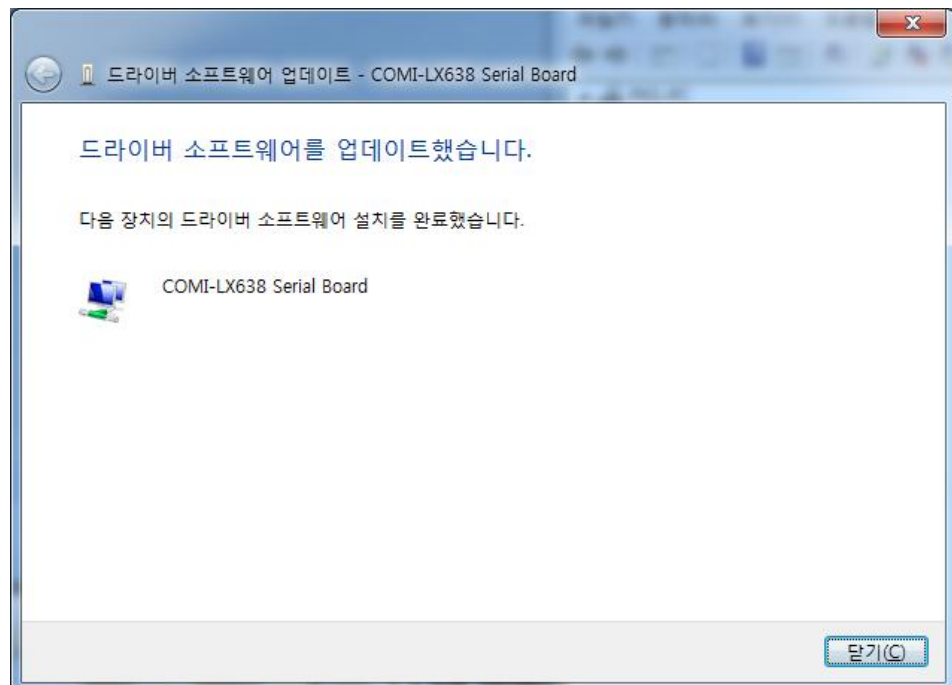 드라이버 소프트웨어 업데이트 - COMI-LX638 Serial Board
드라이버 소프트웨어를 업데이트했습니다.
다음 장치의 드라이버 소프트웨어 설치를 완료했습니다.
COMI-LX638 Serial Board
닫기(C)